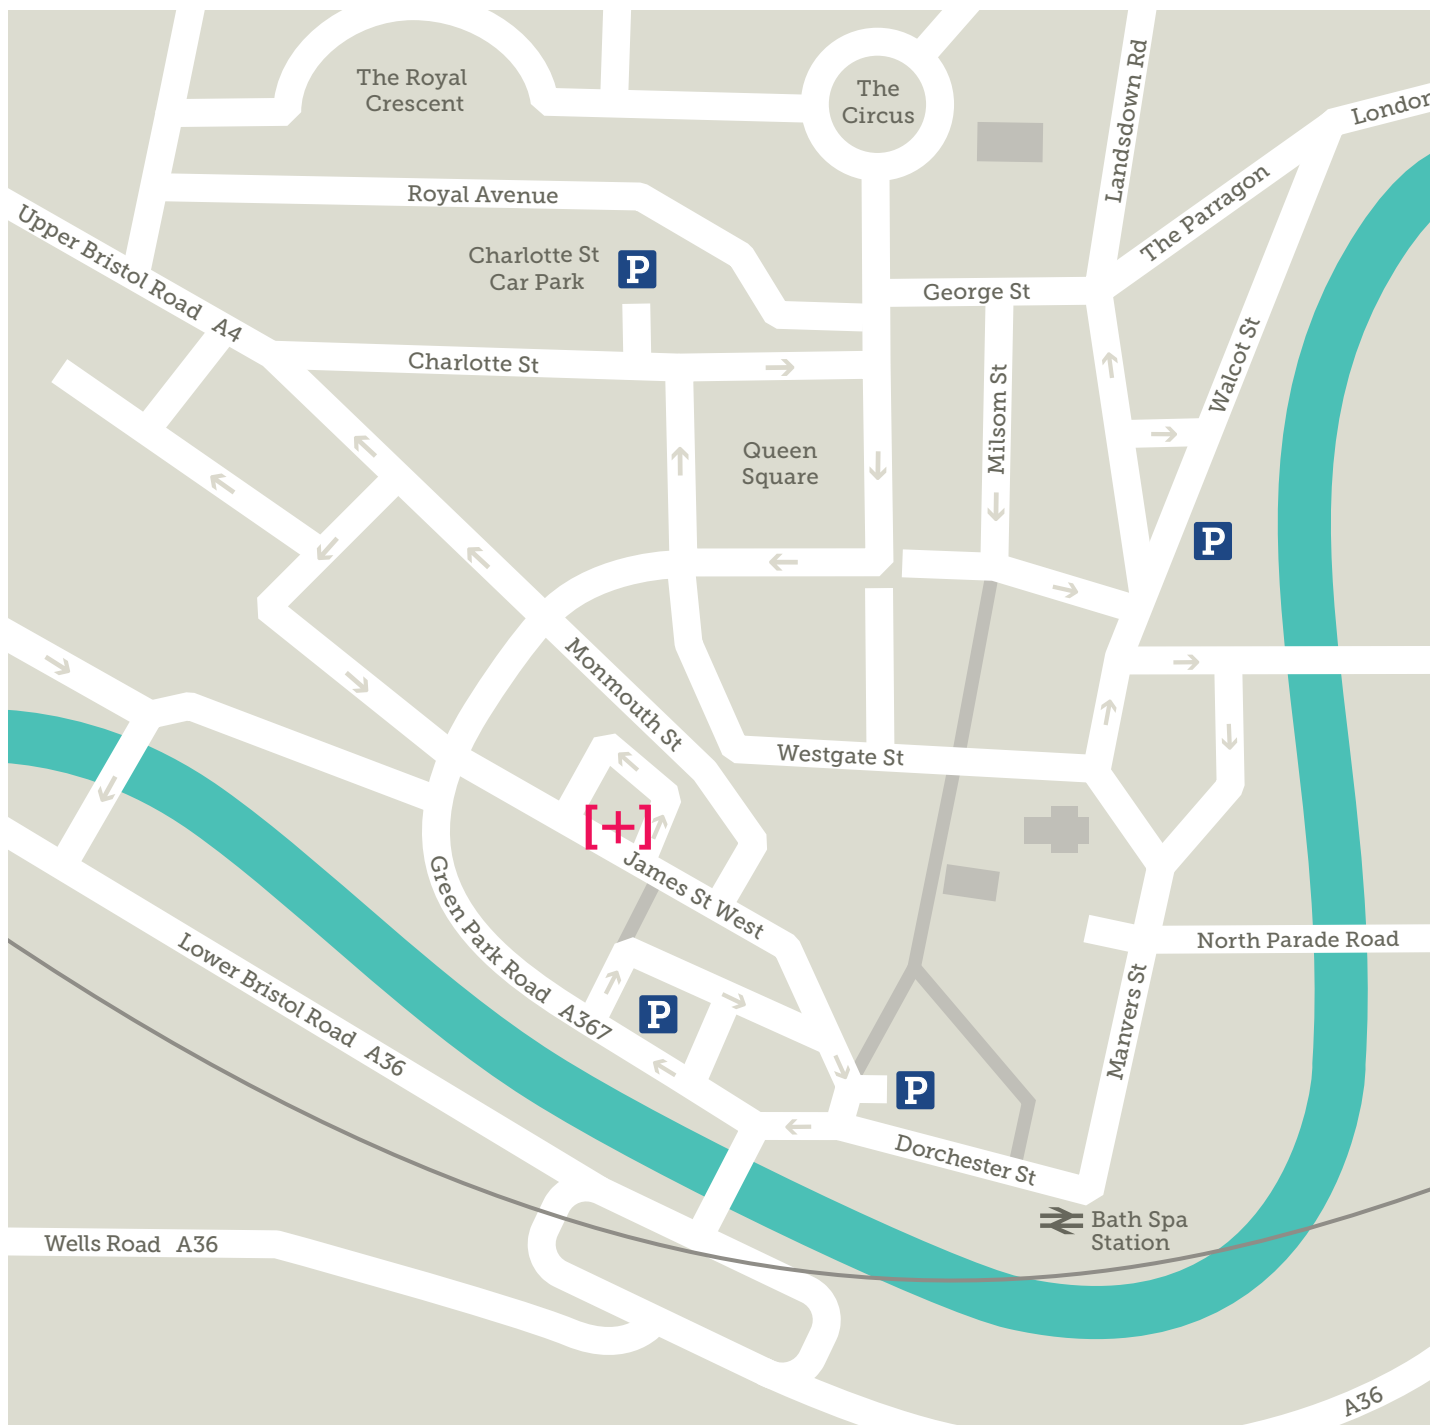 The Royal
Crescent
The
Circus
Landsdown Rd
London
Royal Avenue
The Parragon
Upper Bristol Road A4
Charlotte St
Car Park
P
George St
Charlotte St
Walcot St
Milsom St
Queen
Square
P
Monmouth St
Westgate St
[+]
James St West
Green Park Road A367
North Parade Road
Lower Bristol Road A36
Manvers St
P
P
Dorchester St
Bath Spa
Station
Wells Road A36
A36